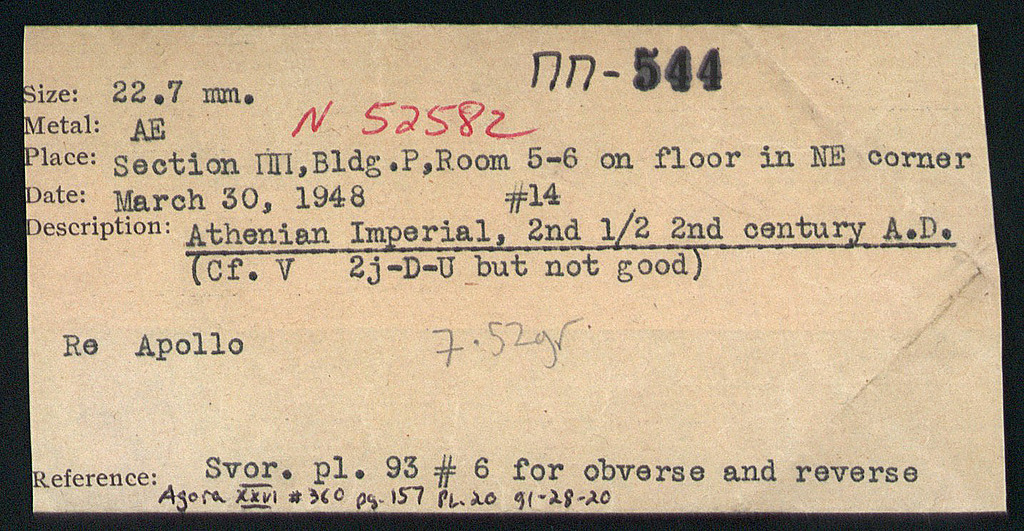 ΠΠ-544
Size: 22.7 mm.
N 52582
Metal: AE
Place: Section ΠΠ, Bldg.P, Room 5-6 on floor in NE corner
Date: March 30, 1948 #14
Description: Athenian Imperial, 2nd 1/2 2nd century A.D.
(Cf. V 2j-D-U but not good)
Re Apollo 7.52gr.
Reference: Svor. pl. 93 # 6 for obverse and reverse
Agora XXVI #360 pg. 157 PL. 20 91-28-20